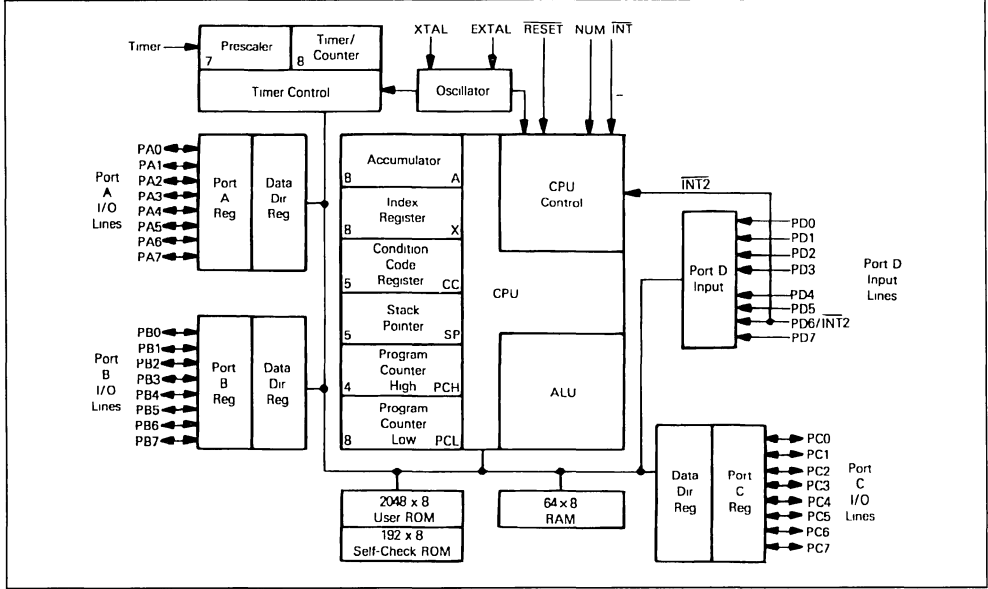 XTAL EXTAL RESET NUM INT
Timer
Prescaler
7
Timer/
Counter
8
Timer Control
Oscillator
Port
A
I/O
Lines
PA0
PA1
PA2
PA3
PA4
PA5
PA6
PA7
Port
A
Reg
Data
Dir
Reg
Accumulator
8 A
Index
Register
8 X
Condition
Code
Register
5 CC
Stack
Pointer
5 SP
Program
Counter
High
4 PCH
Program
Counter
Low
8 PCL
CPU
CPU
Control
ALU
INT2
Port D
Input
PD0
PD1
PD2
PD3
PD4
PD5
PD6/INT2
PD7
Port D
Input
Lines
Port
B
I/O
Lines
PB0
PB1
PB2
PB3
PB4
PB5
PB6
PB7
Port
B
Reg
Data
Dir
Reg
2048 x 8
User ROM
192 x 8
Self-Check ROM
64 x 8
RAM
Data
Dir
Reg
Port
C
Reg
PC0
PC1
PC2
PC3
PC4
PC5
PC6
PC7
Port
C
I/O
Lines